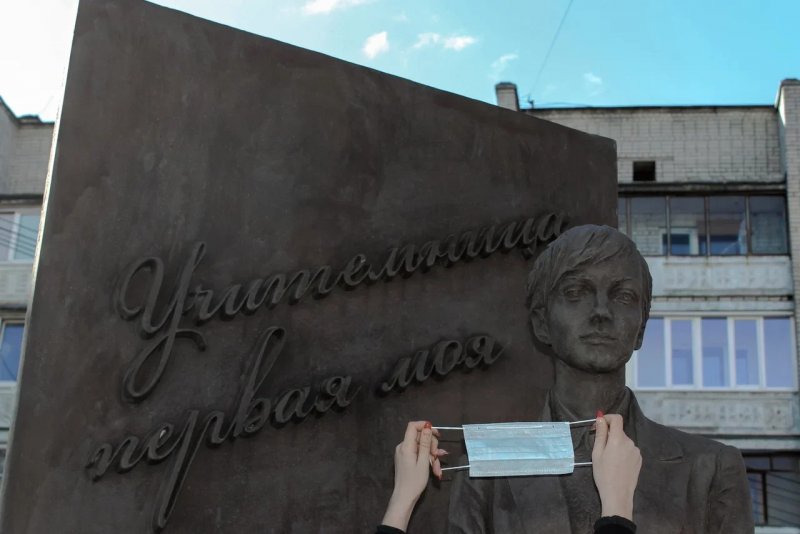 Учительница
первая моя